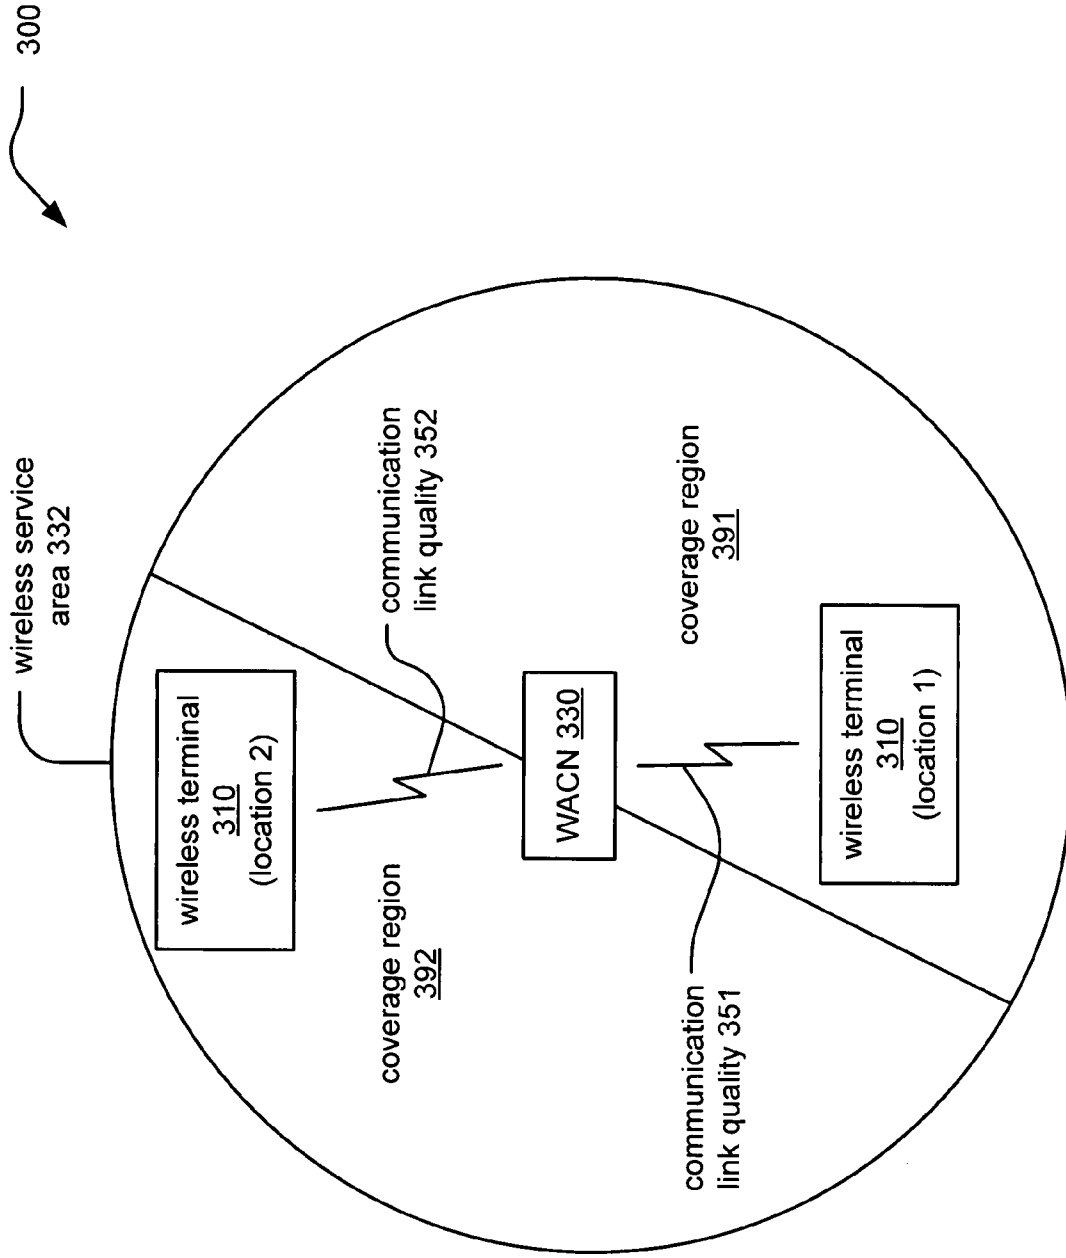 300
wireless service
area 332
wireless terminal
310
(location 2)
communication
link quality 352
coverage region
392
WACN 330
coverage region
391
communication
link quality 351
wireless terminal
310
(location 1)